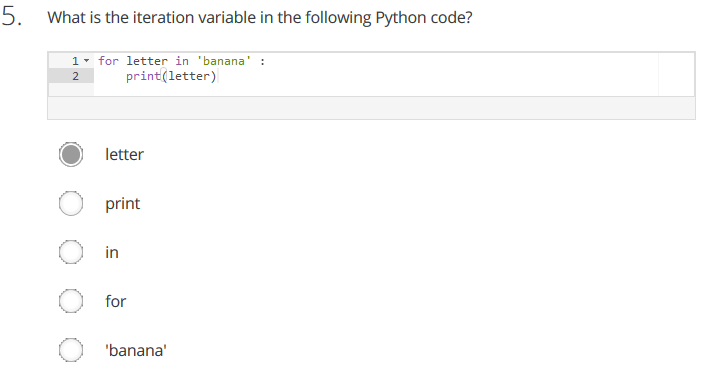 5. What is the iteration variable in the following Python code?
1 for letter in 'banana' :
2 print(letter)
letter
print
in
for
'banana'